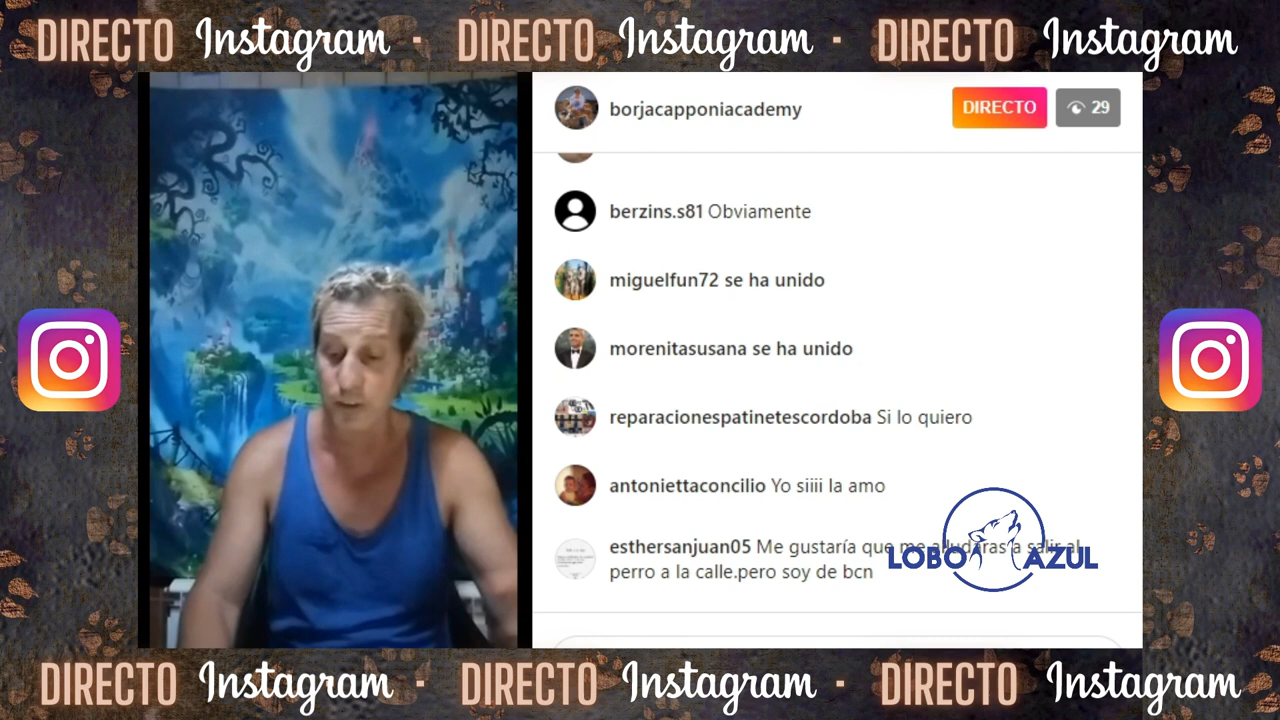 DIRECTO Instagram · DIRECTO Instagram · DIRECTO Instagram
borjacapponiacademy DIRECTO 29
berzins.s81 Obviamente
miguelfun72 se ha unido
morenitasusana se ha unido
reparacionespatinetescordoba Si lo quiero
antoniettaconcilio Yo siiii la amo
esthersanjuan05 Me gustaría que me alludaras a salir al
perro a la calle.pero soy de bcn
LOBO AZUL
DIRECTO Instagram · DIRECTO Instagram · DIRECTO Instagram